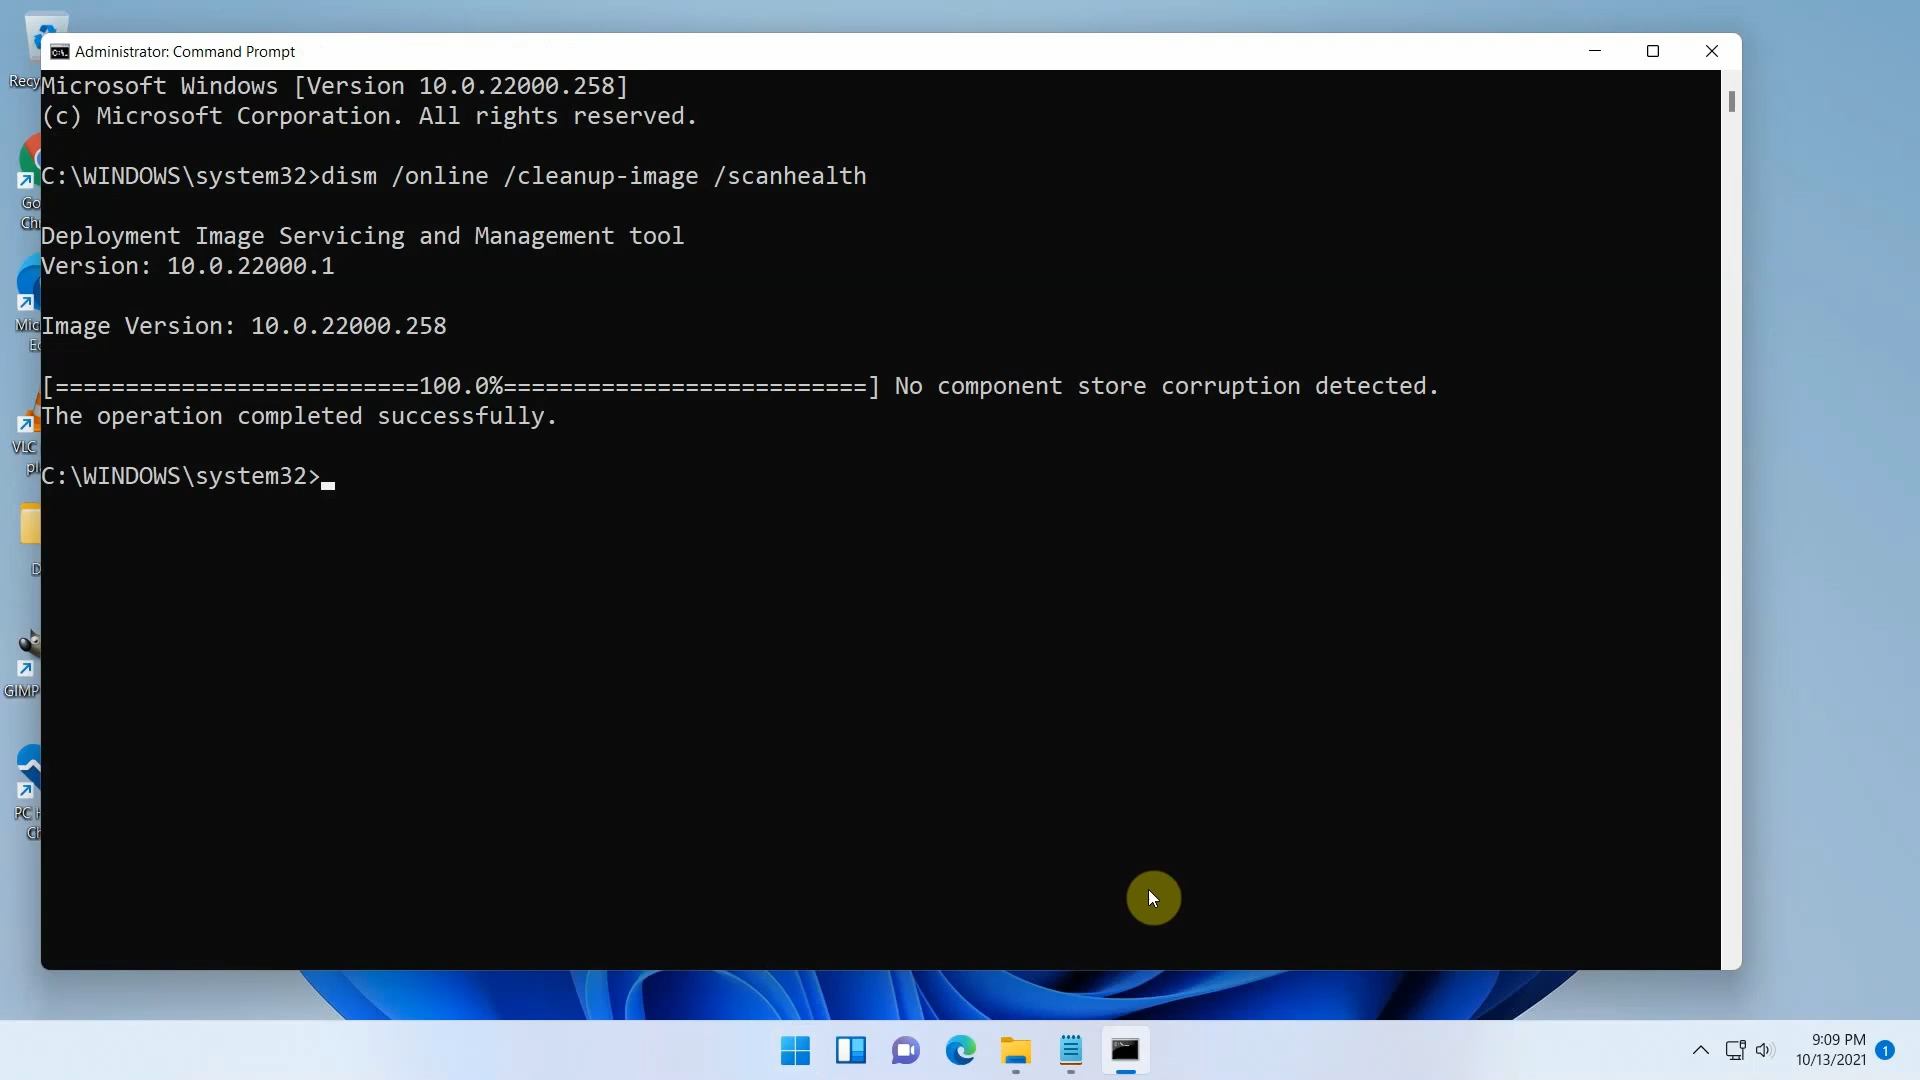 Administrator: Command Prompt
Microsoft Windows [Version 10.0.22000.258]
(c) Microsoft Corporation. All rights reserved.
C:\WINDOWS\system32>dism /online /cleanup-image /scanhealth
Deployment Image Servicing and Management tool
Version: 10.0.22000.1
Image Version: 10.0.22000.258
[==========================100.0%==========================] No component store corruption detected.
The operation completed successfully.
C:\WINDOWS\system32>
VLC
GIMP
PC
9:09 PM
10/13/2021
1